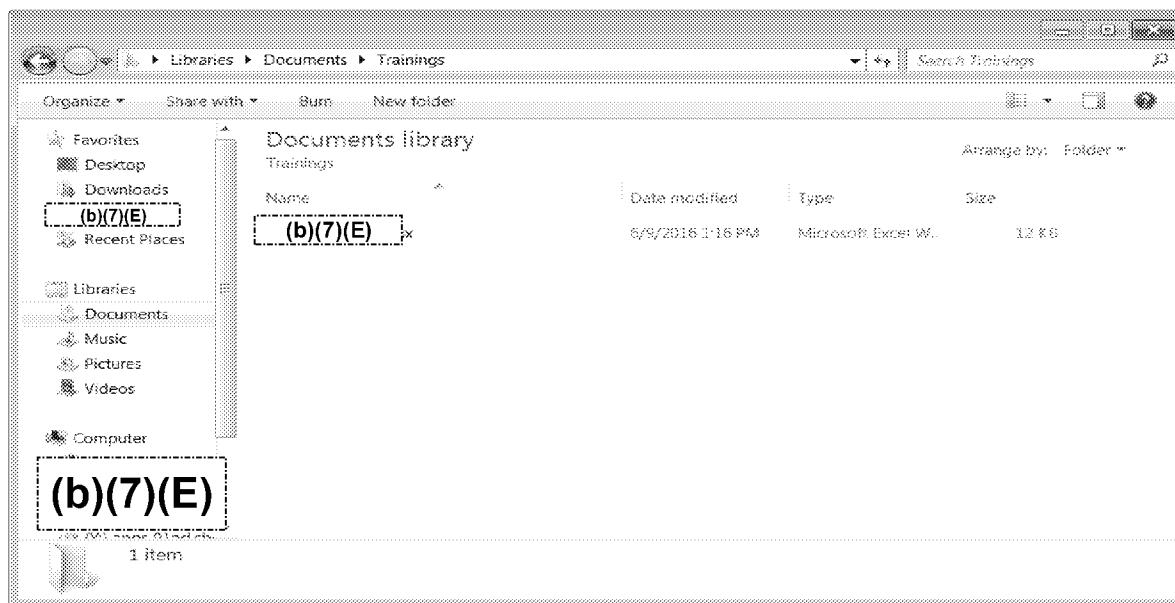 Libraries Documents Trainings Search Trainings
Organize Share with Burn New folder
Favorites
Desktop
Downloads
(b)(7)(E)
Recent Places
Libraries
Documents
Music
Pictures
Videos
Computer
(b)(7)(E)
Documents library
Trainings
Arrange by: Folder
Name Date modified Type Size
(b)(7)(E) x 6/9/2016 1:16 PM Microsoft Excel W... 12 KB
1 item